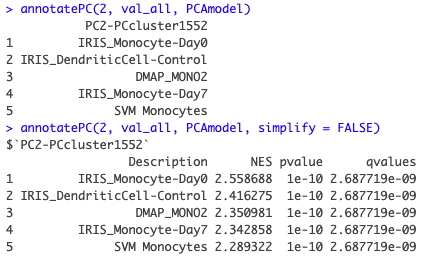 > annotatePC(2, val_all, PCAmodel)
PC2-PCcluster1552
1 IRIS_Monocyte-Day0
2 IRIS_DendriticCell-Control
3 DMAP_MONO2
4 IRIS_Monocyte-Day7
5 SVM Monocytes
> annotatePC(2, val_all, PCAmodel, simplify = FALSE)
$`PC2-PCcluster1552`
Description NES pvalue qvalues
1 IRIS_Monocyte-Day0 2.558688 1e-10 2.687719e-09
2 IRIS_DendriticCell-Control 2.416275 1e-10 2.687719e-09
3 DMAP_MONO2 2.350981 1e-10 2.687719e-09
4 IRIS_Monocyte-Day7 2.342858 1e-10 2.687719e-09
5 SVM Monocytes 2.289322 1e-10 2.687719e-09